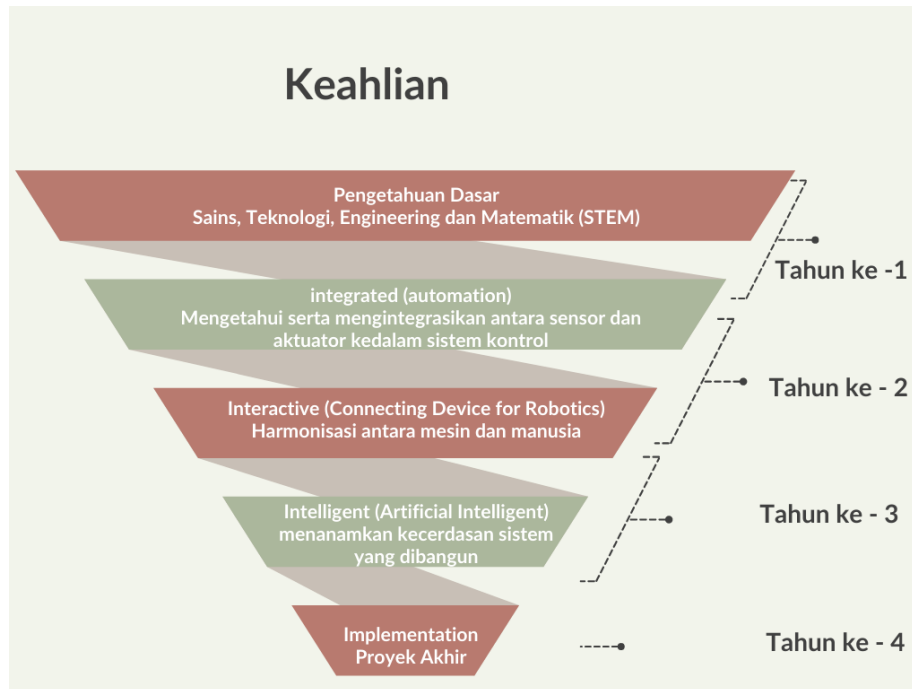 Keahlian
Pengetahuan Dasar
Sains, Teknologi, Engineering dan Matematik (STEM)
Tahun ke -1
integrated (automation)
Mengetahui serta mengintegrasikan antara sensor dan
aktuator kedalam sistem kontrol
Tahun ke - 2
Interactive (Connecting Device for Robotics)
Harmonisasi antara mesin dan manusia
Intelligent (Artificial Intelligent)
menanamkan kecerdasan sistem
yang dibangun
Tahun ke - 3
Implementation
Proyek Akhir
Tahun ke - 4